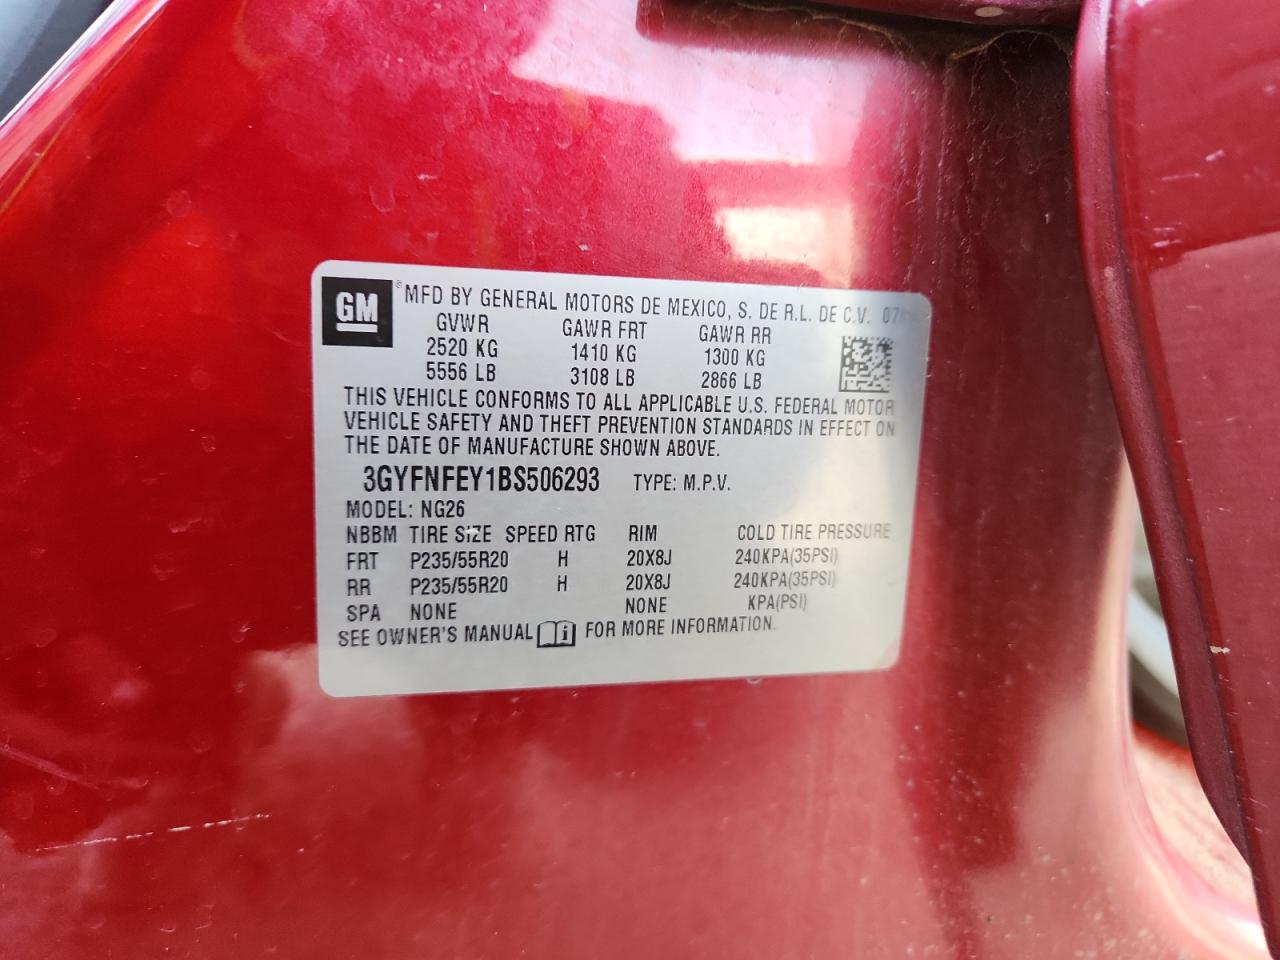 GM ® MFD BY GENERAL MOTORS DE MEXICO, S. DE R.L. DE C.V.
GVWR GAWR FRT GAWR RR
2520 KG 1410 KG 1300 KG
5556 LB 3108 LB 2866 LB
THIS VEHICLE CONFORMS TO ALL APPLICABLE U.S. FEDERAL MOTOR
VEHICLE SAFETY AND THEFT PREVENTION STANDARDS IN EFFECT ON
THE DATE OF MANUFACTURE SHOWN ABOVE.
3GYFNFEY1BS506293 TYPE: M.P.V.
MODEL: NG26
NBBM TIRE SIZE SPEED RTG RIM COLD TIRE PRESSURE
FRT P235/55R20 H 20X8J 240KPA(35PSI)
RR P235/55R20 H 20X8J 240KPA(35PSI)
SPA NONE NONE KPA(PSI)
SEE OWNER'S MANUAL i FOR MORE INFORMATION.